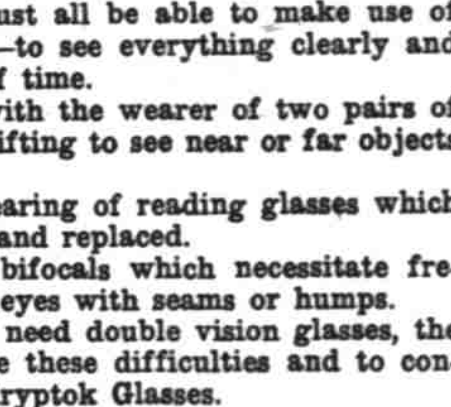 ust all be able to make use of
—to see everything clearly and
f time.
with the wearer of two pairs of
ifting to see near or far objects
earing of reading glasses which
and replaced.
bifocals which necessitate fre-
eyes with seams or humps.
need double vision glasses, the
e these difficulties and to con-
ryptok Glasses.